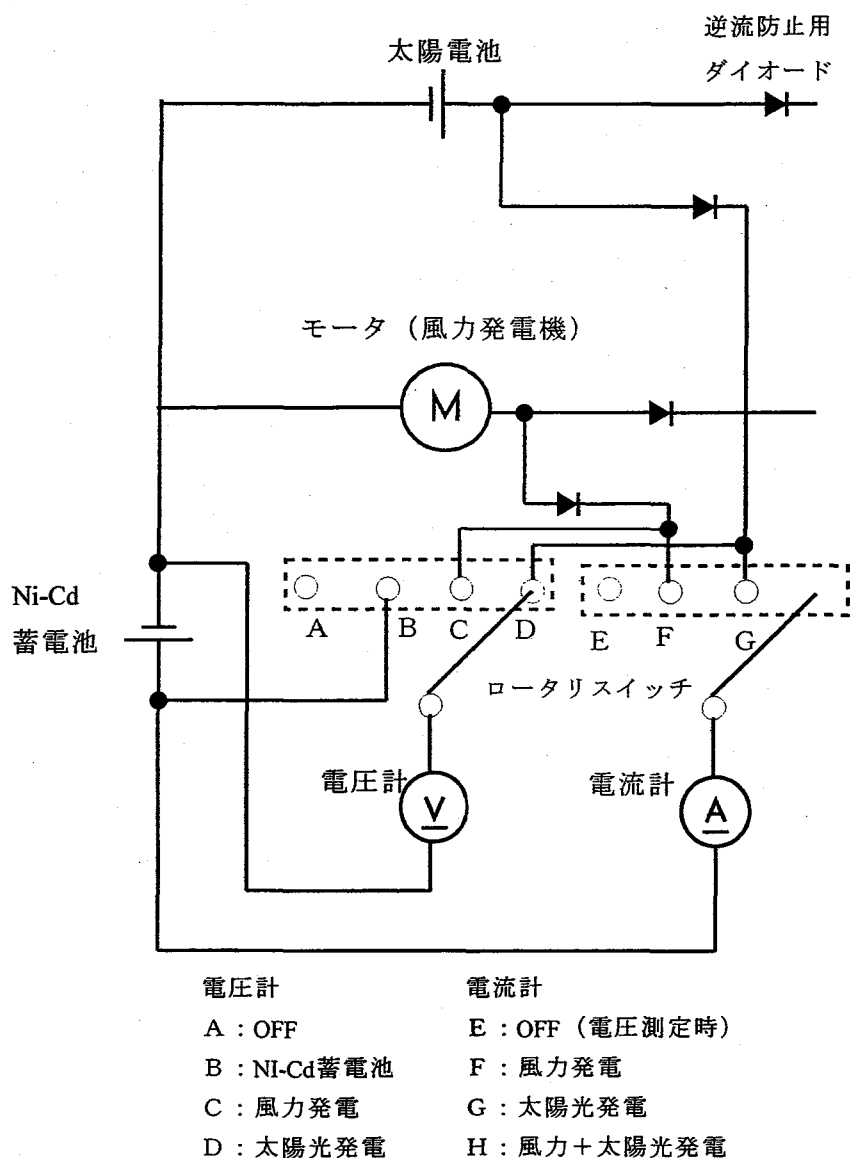 逆流防止用
ダイオード
太陽電池
モータ(風力発電機)
M
Ni-Cd
蓄電池
A
B
C
D
E
F
G
ロータリスイッチ
電圧計
V
電流計
A
電圧計
A:OFF
B:NI-Cd蓄電池
C:風力発電
D:太陽光発電
電流計
E:OFF(電圧測定時)
F:風力発電
G:太陽光発電
H:風力+太陽光発電